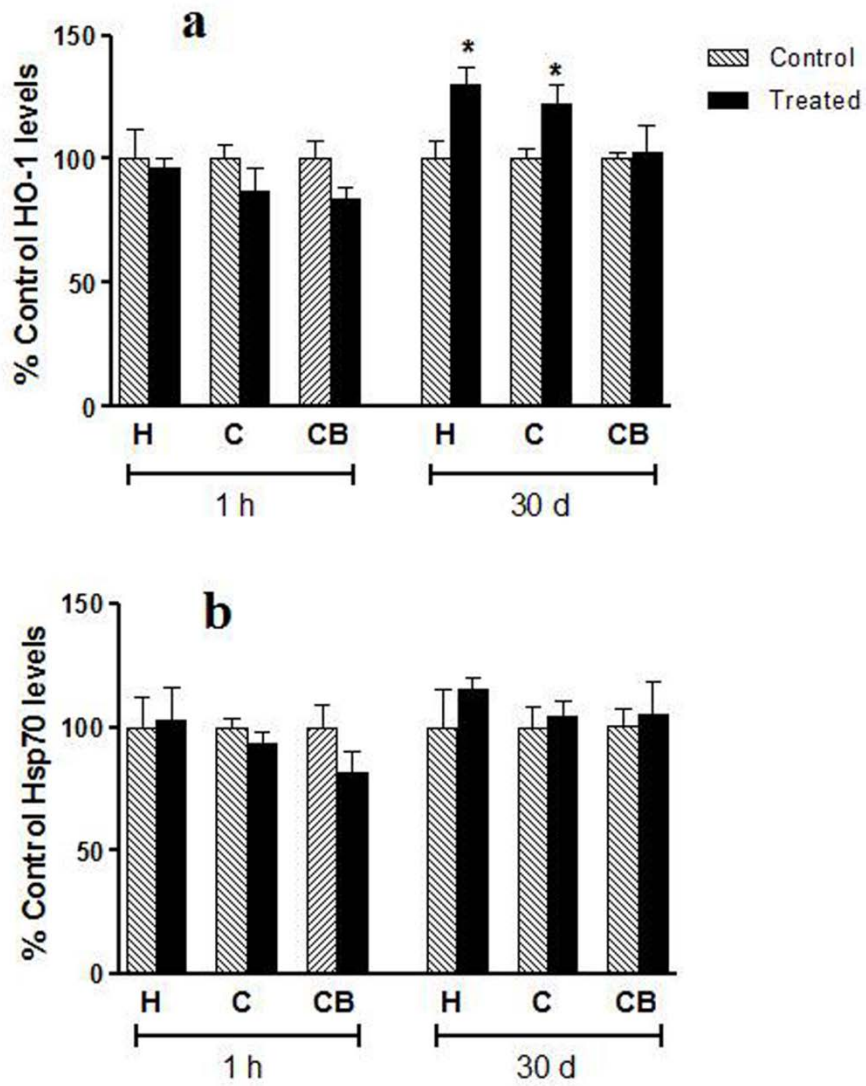 a
150
100
50
0
% Control HO-1 levels
* *
Control
Treated
H C CB H C CB
1 h 30 d
b
150
100
50
0
% Control Hsp70 levels
H C CB H C CB
1 h 30 d